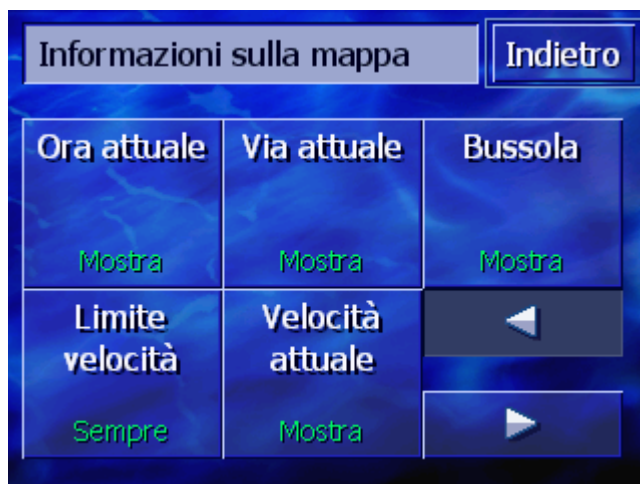 Informazioni sulla mappa
Indietro
Ora attuale
Via attuale
Bussola
Mostra
Mostra
Mostra
Limite
velocità
Velocità
attuale
Sempre
Mostra